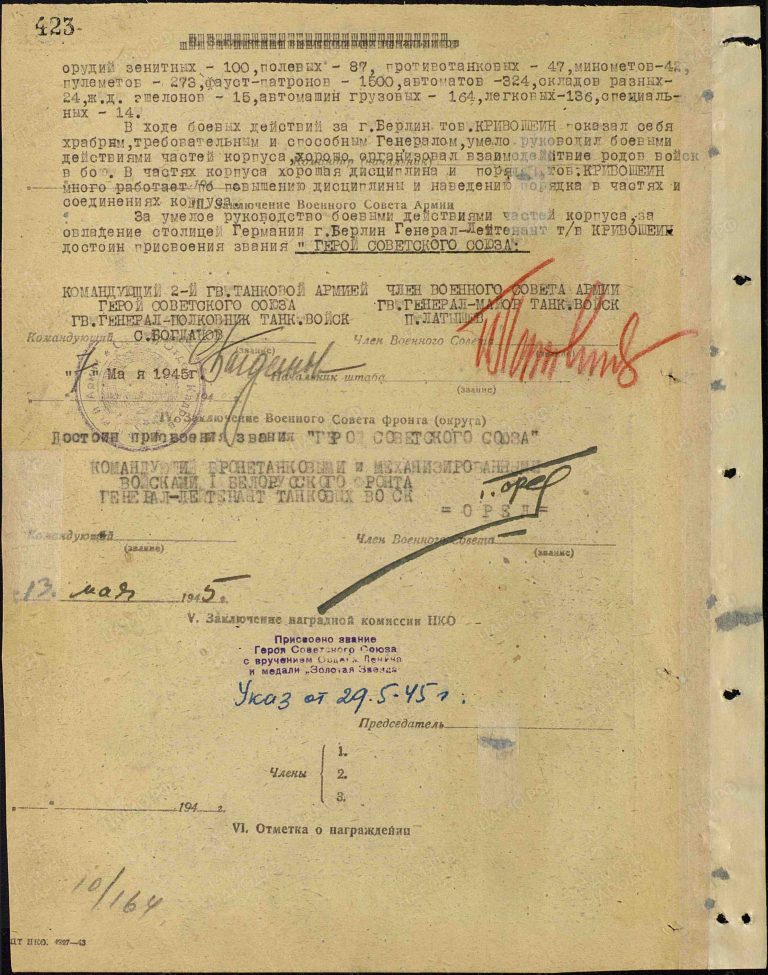 423
орудий зенитных - 100,полевых - 87, противотанковых - 47,минометов-42,
пулеметов - 273,фауст-патронов - 1500,автоматов -324,складов разных-
24,ж.д. эшелонов - 15,автомашин грузовых - 164,легковых-136,специаль-
ных - 14.
В ходе боевых действий за г.Берлин тов.КРИВОШЕИН показал себя
храбрым,требовательным и способным Генералом,умело руководил боевыми
действиями частей корпуса,хорошо организовал взаимодействие родов войск
в бою. В частях корпуса хорошая дисциплина и порядок,тов.КРИВОШЕИН
много работает по повышению дисциплины и наведению порядка в частях и
соединениях корпуса.
Заключение Военного Совета Армии
За умелое руководство боевыми действиями частей корпуса,за
овладение столицей Германии г.Берлин Генерал-Лейтенант т/в КРИВОШЕИН
достоин присвоения звания " ГЕРОЙ СОВЕТСКОГО СОЮЗА".
КОМАНДУЮЩИЙ 2-Й ГВ.ТАНКОВОЙ АРМИЕЙ ЧЛЕН ВОЕННОГО СОВЕТА АРМИИ
ГЕРОЙ СОВЕТСКОГО СОЮЗА ГВ.ГЕНЕРАЛ-МАЙОР ТАНК.ВОЙСК
ГВ.ГЕНЕРАЛ-ПОЛКОВНИК ТАНК.ВОЙСК П.ЛАТЫШЕВ
Командующий С.БОГДАНОВ Член Военного Совета
(звание)
"7" Ма я 1945г. Богданов Начальник штаба
(звание)
194
IV. Заключение Военного Совета фронта (округа)
Достоин присвоения звания "ГЕРОЙ СОВЕТСКОГО СОЮЗА"
КОМАНДУЮЩИЙ БРОНЕТАНКОВЫМИ И МЕХАНИЗИРОВАННЫМИ
ВОЙСКАМИ I БЕЛОРУССКОГО ФРОНТА
ГЕНЕРАЛ-ЛЕЙТЕНАНТ ТАНКОВЫХ ВОЙСК
= ОРЕЛ =
Командующий Член Военного Совета
(звание) (звание)
13. мая 1945 г.
V. Заключение наградной комиссии НКО
Присвоено звание
Героя Советского Союза
с вручением Ордена Ленина
и медали „Золотая Звезда
Указ от 29.5-45 г.
Председатель
1.
Члены 2.
3.
194 г.
VI. Отметка о награждении
10/164
НКО. 4227—43